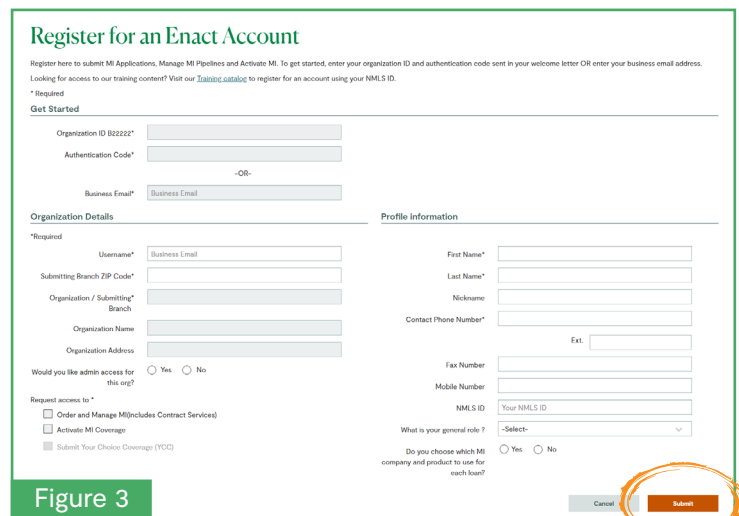 Register for an Enact Account
Register here to submit MI Applications, Manage MI Pipelines and Activate MI. To get started, enter your organization ID and authentication code sent in your welcome letter OR enter your business email address.
Looking for access to our training content? Visit our Training catalog to register for an account using your NMLS ID.
* Required
Get Started
Organization ID B22222*
Authentication Code*
-OR-
Business Email*
Business Email
Organization Details
*Required
Username*
Business Email
Submitting Branch ZIP Code*
Organization / Submitting*
Branch
Organization Name
Organization Address
Would you like admin access for
this org?
Yes
No
Request access to *
Order and Manage MI(includes Contract Services)
Activate MI Coverage
Submit Your Choice Coverage (YCC)
Profile information
First Name*
Last Name*
Nickname
Contact Phone Number*
Ext.
Fax Number
Mobile Number
NMLS ID
Your NMLS ID
What is your general role ?
-Select-
Do you choose which MI
company and product to use for
each loan?
Yes
No
Cancel
Submit
Figure 3